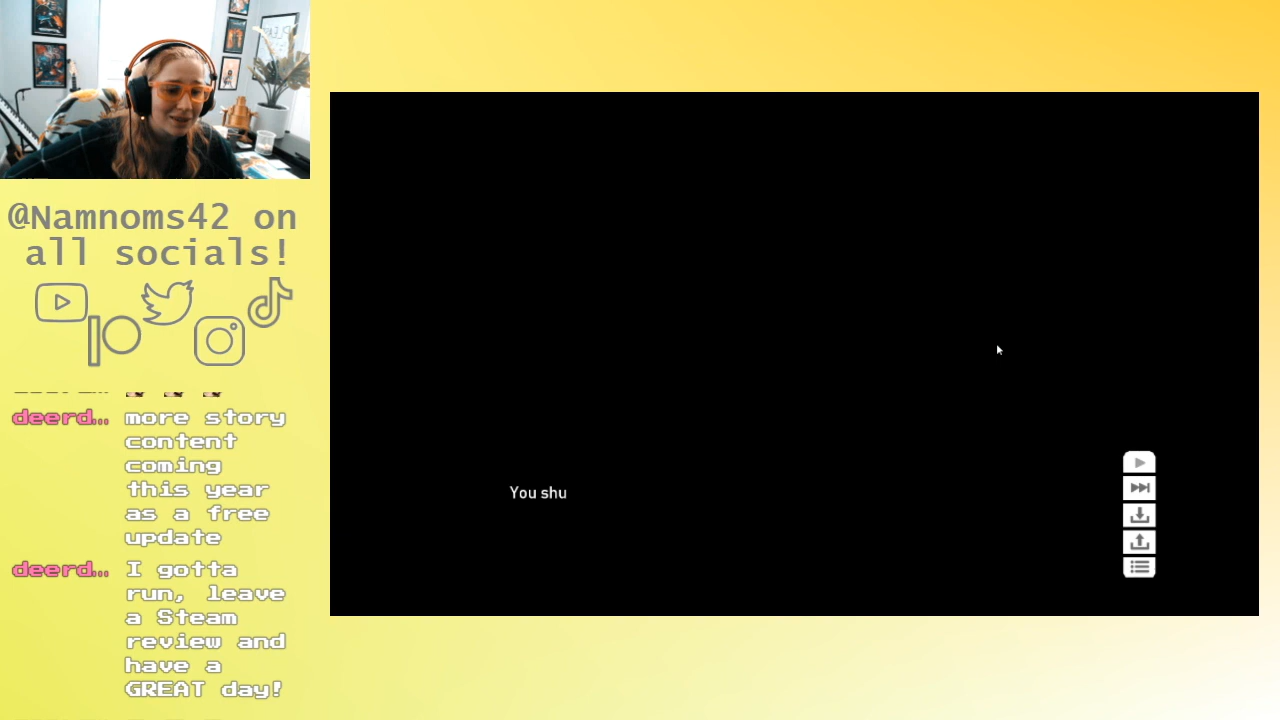 @Namnoms42 on
all socials!
deerd... more story
content
coming
this year
as a free
update
deerd... I gotta
run, leave
a Steam
review and
have a
GREAT day!
You shu